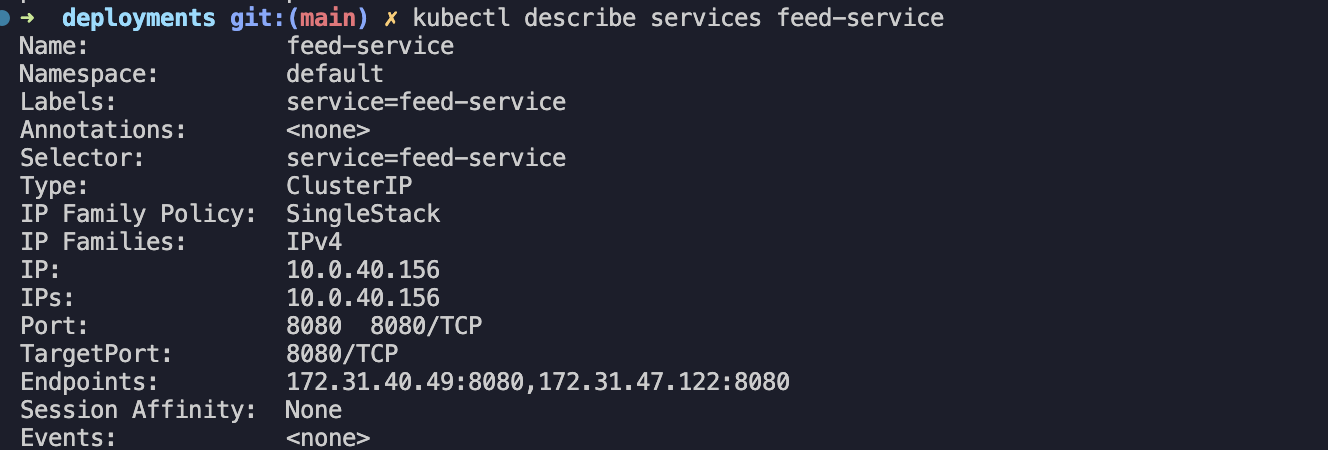 ➜ deployments git:(main) ✗ kubectl describe services feed-service
Name: feed-service
Namespace: default
Labels: service=feed-service
Annotations: <none>
Selector: service=feed-service
Type: ClusterIP
IP Family Policy: SingleStack
IP Families: IPv4
IP: 10.0.40.156
IPs: 10.0.40.156
Port: 8080 8080/TCP
TargetPort: 8080/TCP
Endpoints: 172.31.40.49:8080,172.31.47.122:8080
Session Affinity: None
Events: <none>